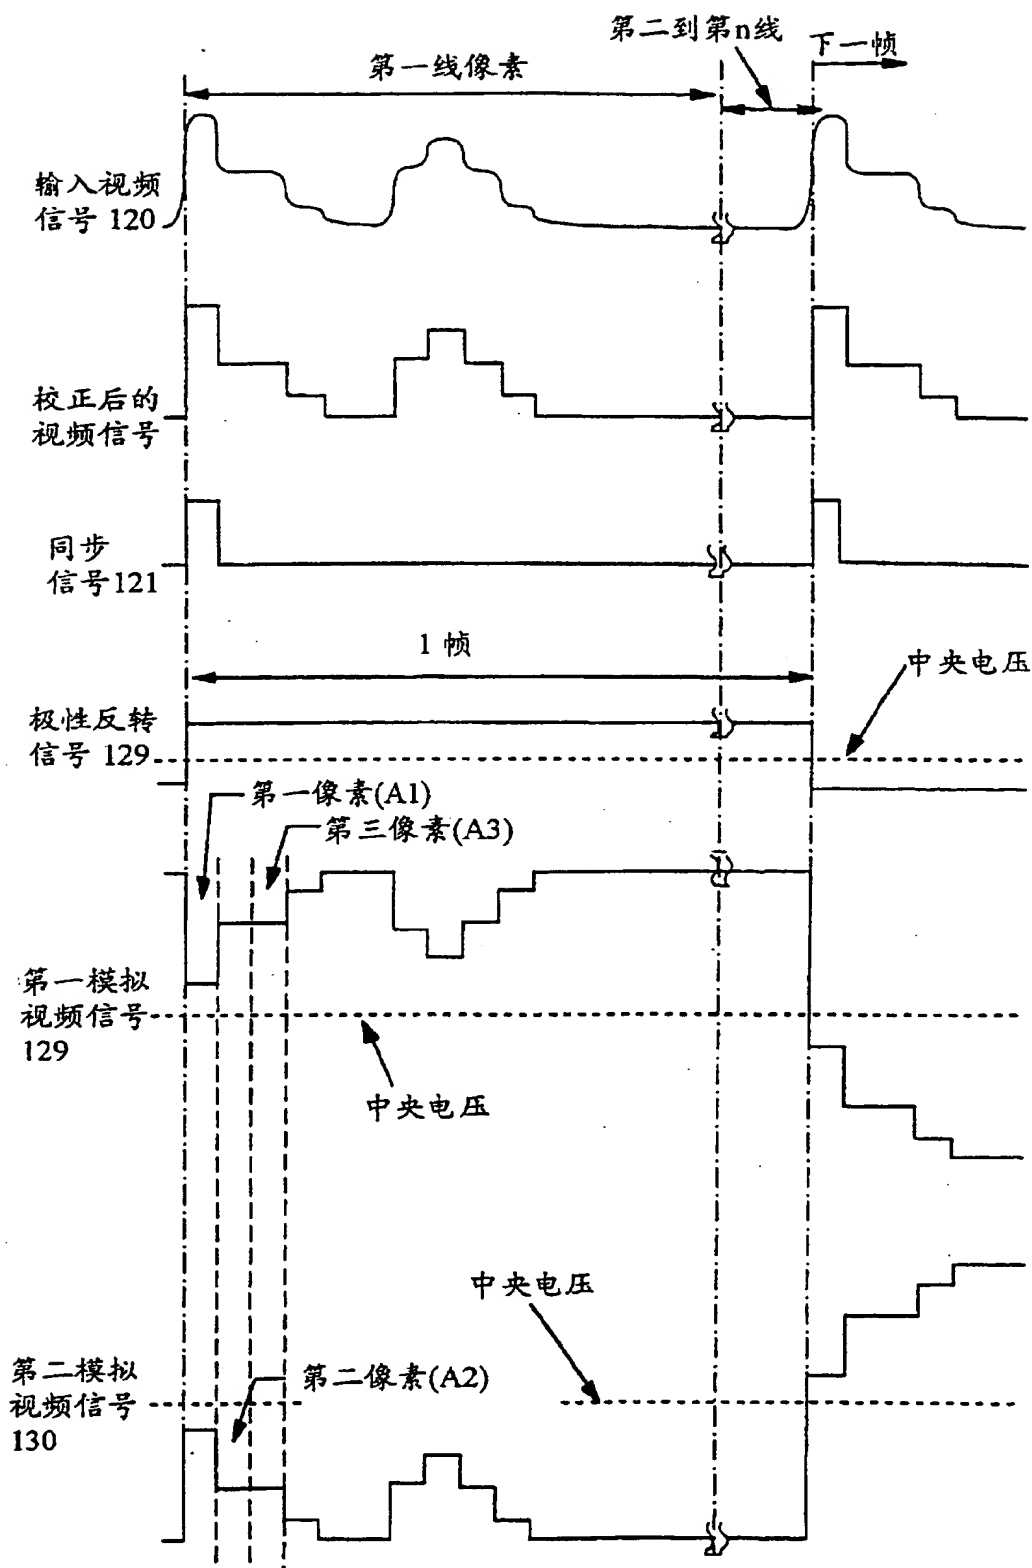 第二到第n线
下一帧
第一线像素
输入视频
信号 120
校正后的
视频信号
同步
信号121
1 帧
中央电压
极性反转
信号 129
第一像素(A1)
第三像素(A3)
第一模拟
视频信号
129
中央电压
中央电压
第二模拟
视频信号
130
第二像素(A2)